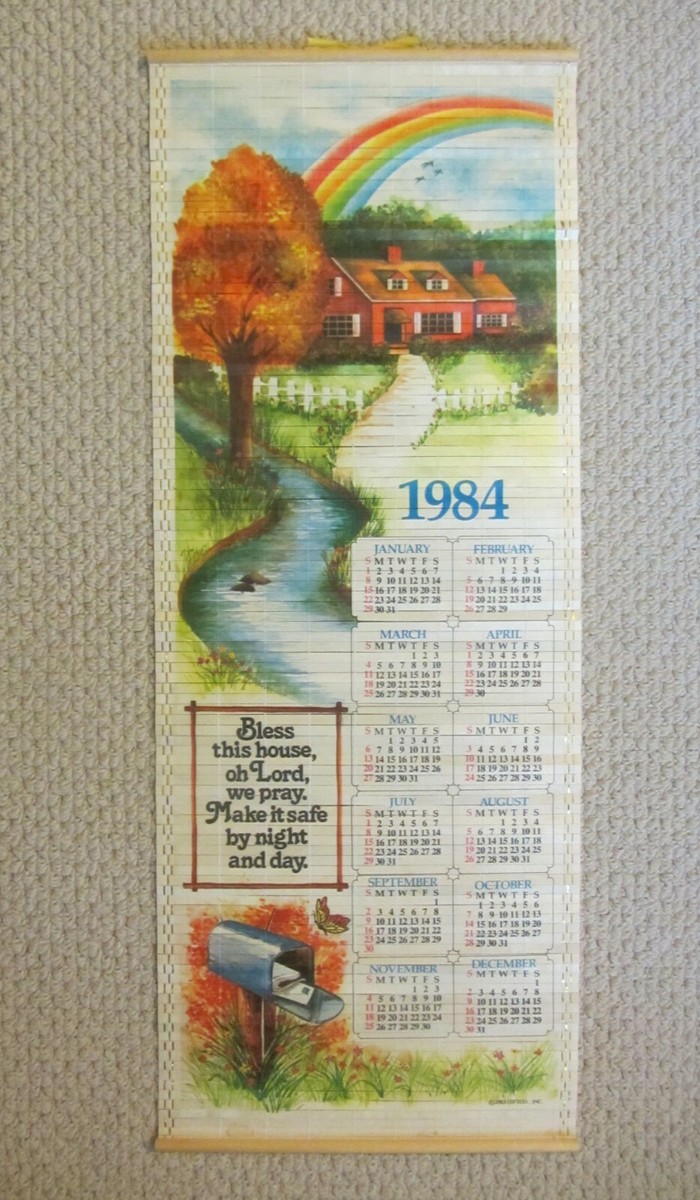 1984
JANUARY
S M T W T F S
1 2 3 4 5 6 7
8 9 10 11 12 13 14
15 16 17 18 19 20 21
22 23 24 25 26 27 28
29 30 31
FEBRUARY
S M T W T F S
1 2 3 4
5 6 7 8 9 10 11
12 13 14 15 16 17 18
19 20 21 22 23 24 25
26 27 28 29
MARCH
S M T W T F S
1 2 3
4 5 6 7 8 9 10
11 12 13 14 15 16 17
18 19 20 21 22 23 24
25 26 27 28 29 30 31
APRIL
S M T W T F S
1 2 3 4 5 6 7
8 9 10 11 12 13 14
15 16 17 18 19 20 21
22 23 24 25 26 27 28
29 30
MAY
S M T W T F S
1 2 3 4 5
6 7 8 9 10 11 12
13 14 15 16 17 18 19
20 21 22 23 24 25 26
27 28 29 30 31
JUNE
S M T W T F S
1 2
3 4 5 6 7 8 9
10 11 12 13 14 15 16
17 18 19 20 21 22 23
24 25 26 27 28 29 30
JULY
S M T W T F S
1 2 3 4 5 6 7
8 9 10 11 12 13 14
15 16 17 18 19 20 21
22 23 24 25 26 27 28
29 30 31
AUGUST
S M T W T F S
1 2 3 4
5 6 7 8 9 10 11
12 13 14 15 16 17 18
19 20 21 22 23 24 25
26 27 28 29 30 31
SEPTEMBER
S M T W T F S
1
2 3 4 5 6 7 8
9 10 11 12 13 14 15
16 17 18 19 20 21 22
23 24 25 26 27 28 29
30
OCTOBER
S M T W T F S
1 2 3 4 5 6
7 8 9 10 11 12 13
14 15 16 17 18 19 20
21 22 23 24 25 26 27
28 29 30 31
NOVEMBER
S M T W T F S
1 2 3
4 5 6 7 8 9 10
11 12 13 14 15 16 17
18 19 20 21 22 23 24
25 26 27 28 29 30
DECEMBER
S M T W T F S
1
2 3 4 5 6 7 8
9 10 11 12 13 14 15
16 17 18 19 20 21 22
23 24 25 26 27 28 29
30 31
Bless
this house,
oh Lord,
we pray.
Make it safe
by night
and day.
INC.